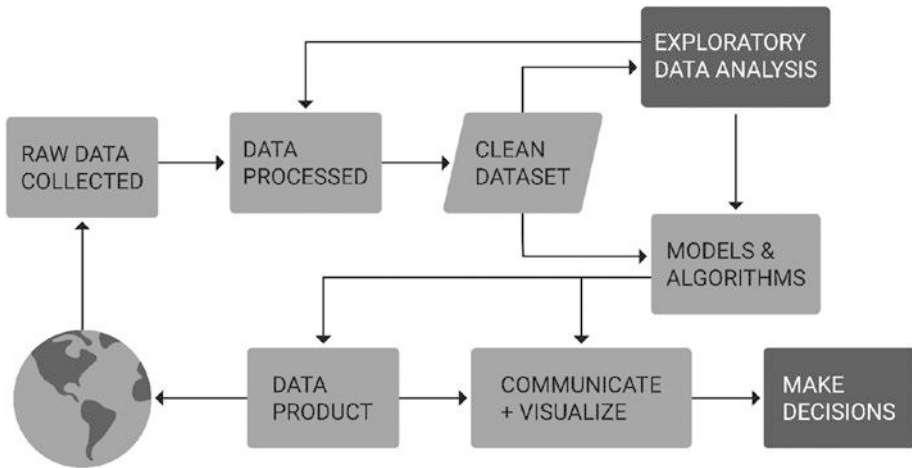 EXPLORATORY
DATA ANALYSIS
RAW DATA
COLLECTED
DATA
PROCESSED
CLEAN
DATASET
MODELS &
ALGORITHMS
DATA
PRODUCT
COMMUNICATE
+ VISUALIZE
MAKE
DECISIONS